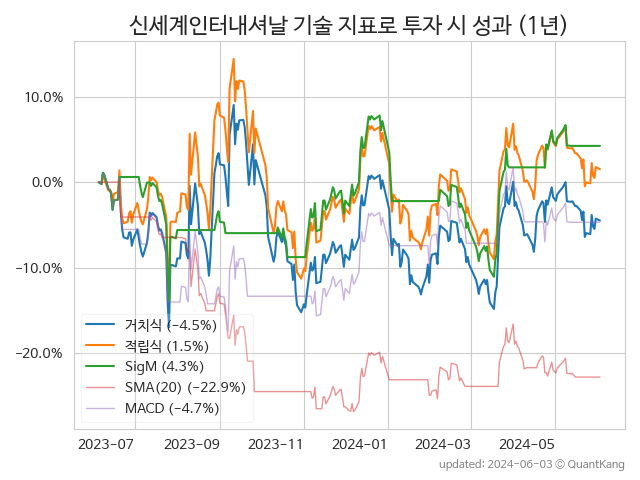 신세계인터내셔날 기술 지표로 투자 시 성과 (1년)
10.0%
0.0%
−10.0%
−20.0%
거치식 (−4.5%)
적립식 (1.5%)
SigM (4.3%)
SMA(20) (−22.9%)
MACD (−4.7%)
2023−07 2023−09 2023−11 2024−01 2024−03 2024−05
updated: 2024-06-03 © QuantKang